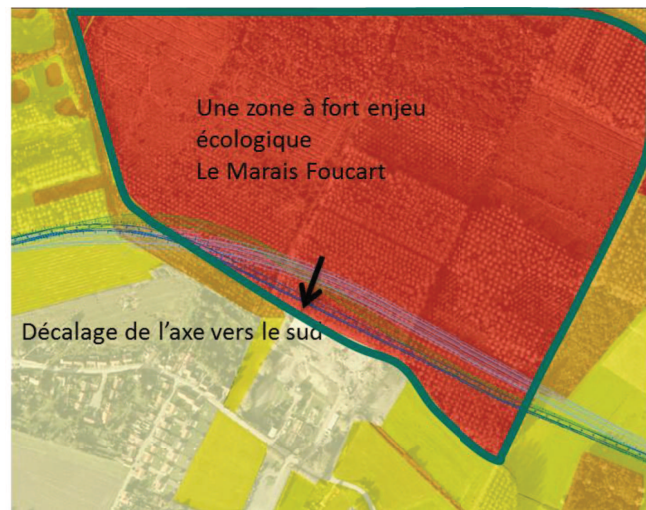 Une zone à fort enjeu
écologique
Le Marais Foucart
Décalage de l'axe vers le sud